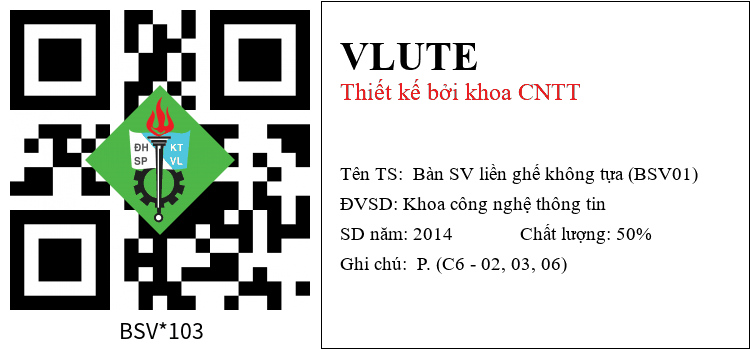 ĐH KT
SP VL
BSV*103
VLUTE
Thiết kế bởi khoa CNTT
Tên TS: Bàn SV liền ghế không tựa (BSV01)
ĐVSD: Khoa công nghệ thông tin
SD năm: 2014 Chất lượng: 50%
Ghi chú: P. (C6 - 02, 03, 06)